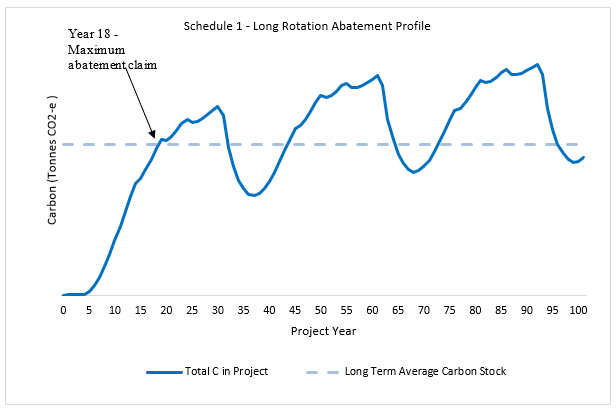 Schedule 1 - Long Rotation Abatement Profile
Year 18 -
Maximum
abatement claim
Carbon (Tonnes CO2-e )
0 5 10 15 20 25 30 35 40 45 50 55 60 65 70 75 80 85 90 95 100
Project Year
Total C in Project Long Term Average Carbon Stock